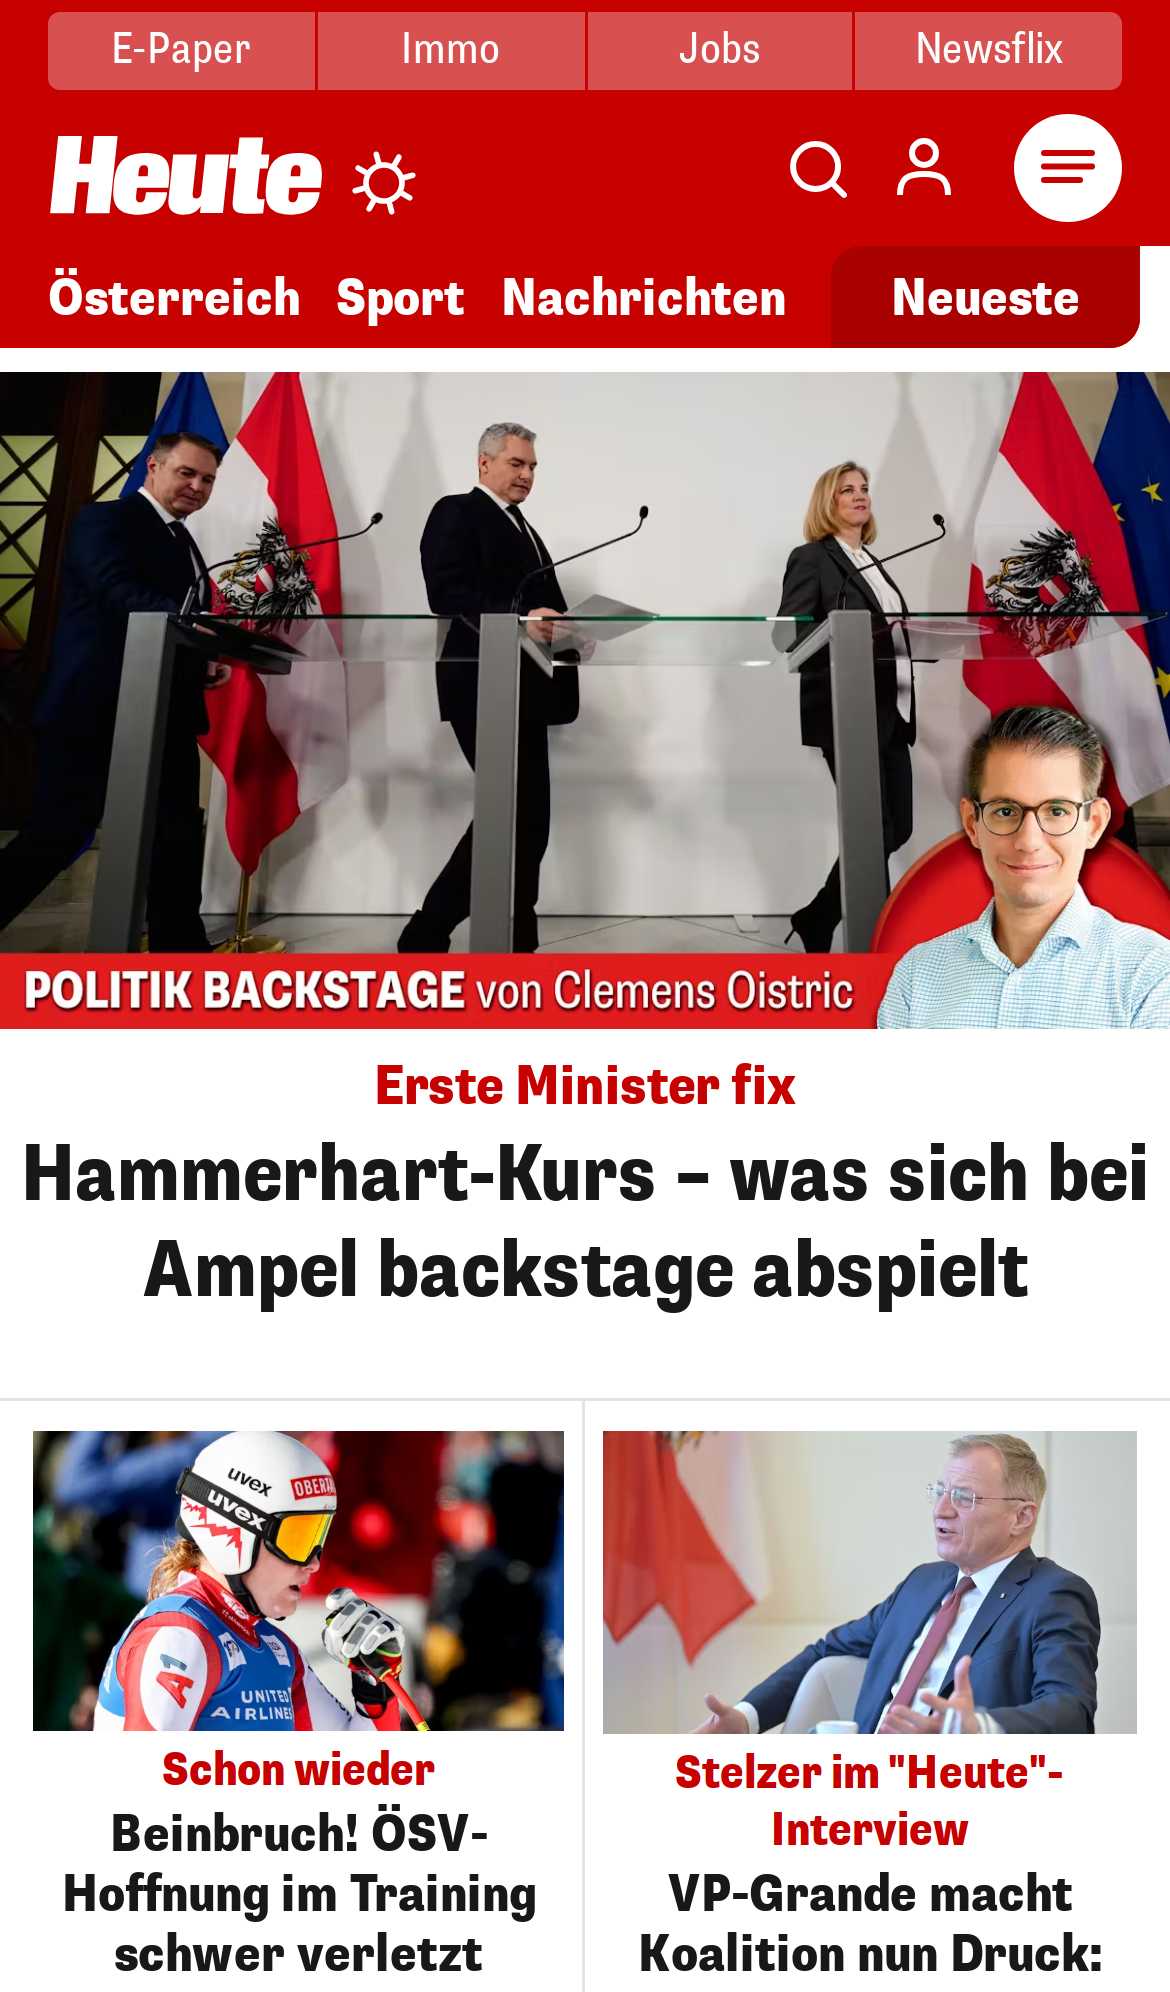 E-Paper
Immo
Jobs
Newsflix
Heute
Österreich
Sport
Nachrichten
Neueste
POLITIK BACKSTAGE von Clemens Oistric
Erste Minister fix
Hammerhart-Kurs – was sich bei
Ampel backstage abspielt
uvex
OBERTA
uvex
A1
UNITED
AIRLINES
Schon wieder
Beinbruch! ÖSV-
Hoffnung im Training
schwer verletzt
Stelzer im "Heute"-
Interview
VP-Grande macht
Koalition nun Druck: